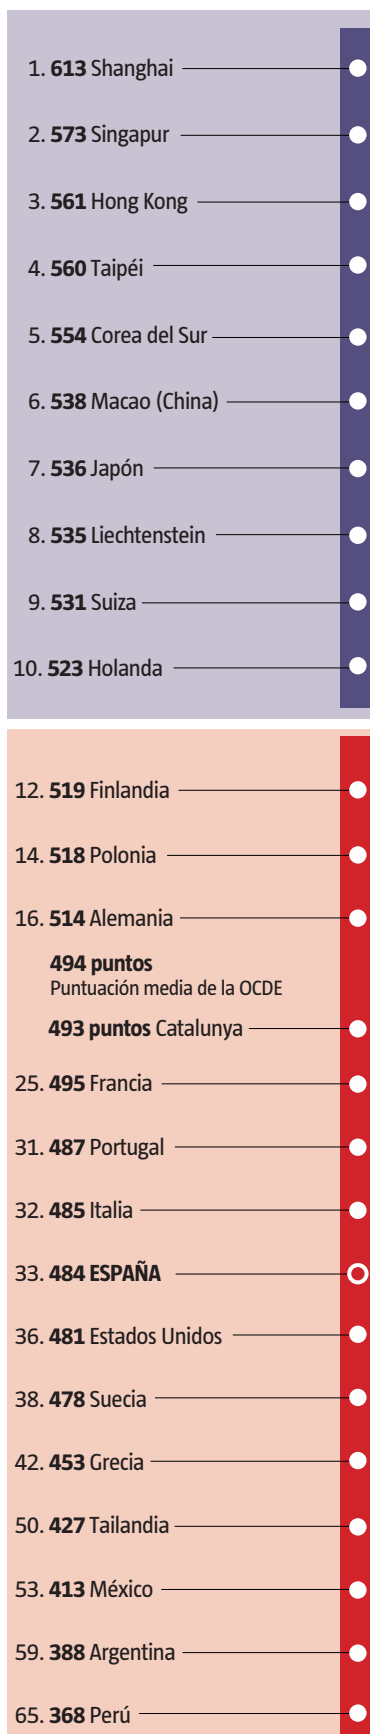 1. 613 Shanghai
2. 573 Singapur
3. 561 Hong Kong
4. 560 Taipéi
5. 554 Corea del Sur
6. 538 Macao (China)
7. 536 Japón
8. 535 Liechtenstein
9. 531 Suiza
10. 523 Holanda
12. 519 Finlandia
14. 518 Polonia
16. 514 Alemania
494 puntos
Puntuación media de la OCDE
493 puntos Catalunya
25. 495 Francia
31. 487 Portugal
32. 485 Italia
33. 484 ESPAÑA
36. 481 Estados Unidos
38. 478 Suecia
42. 453 Grecia
50. 427 Tailandia
53. 413 México
59. 388 Argentina
65. 368 Perú